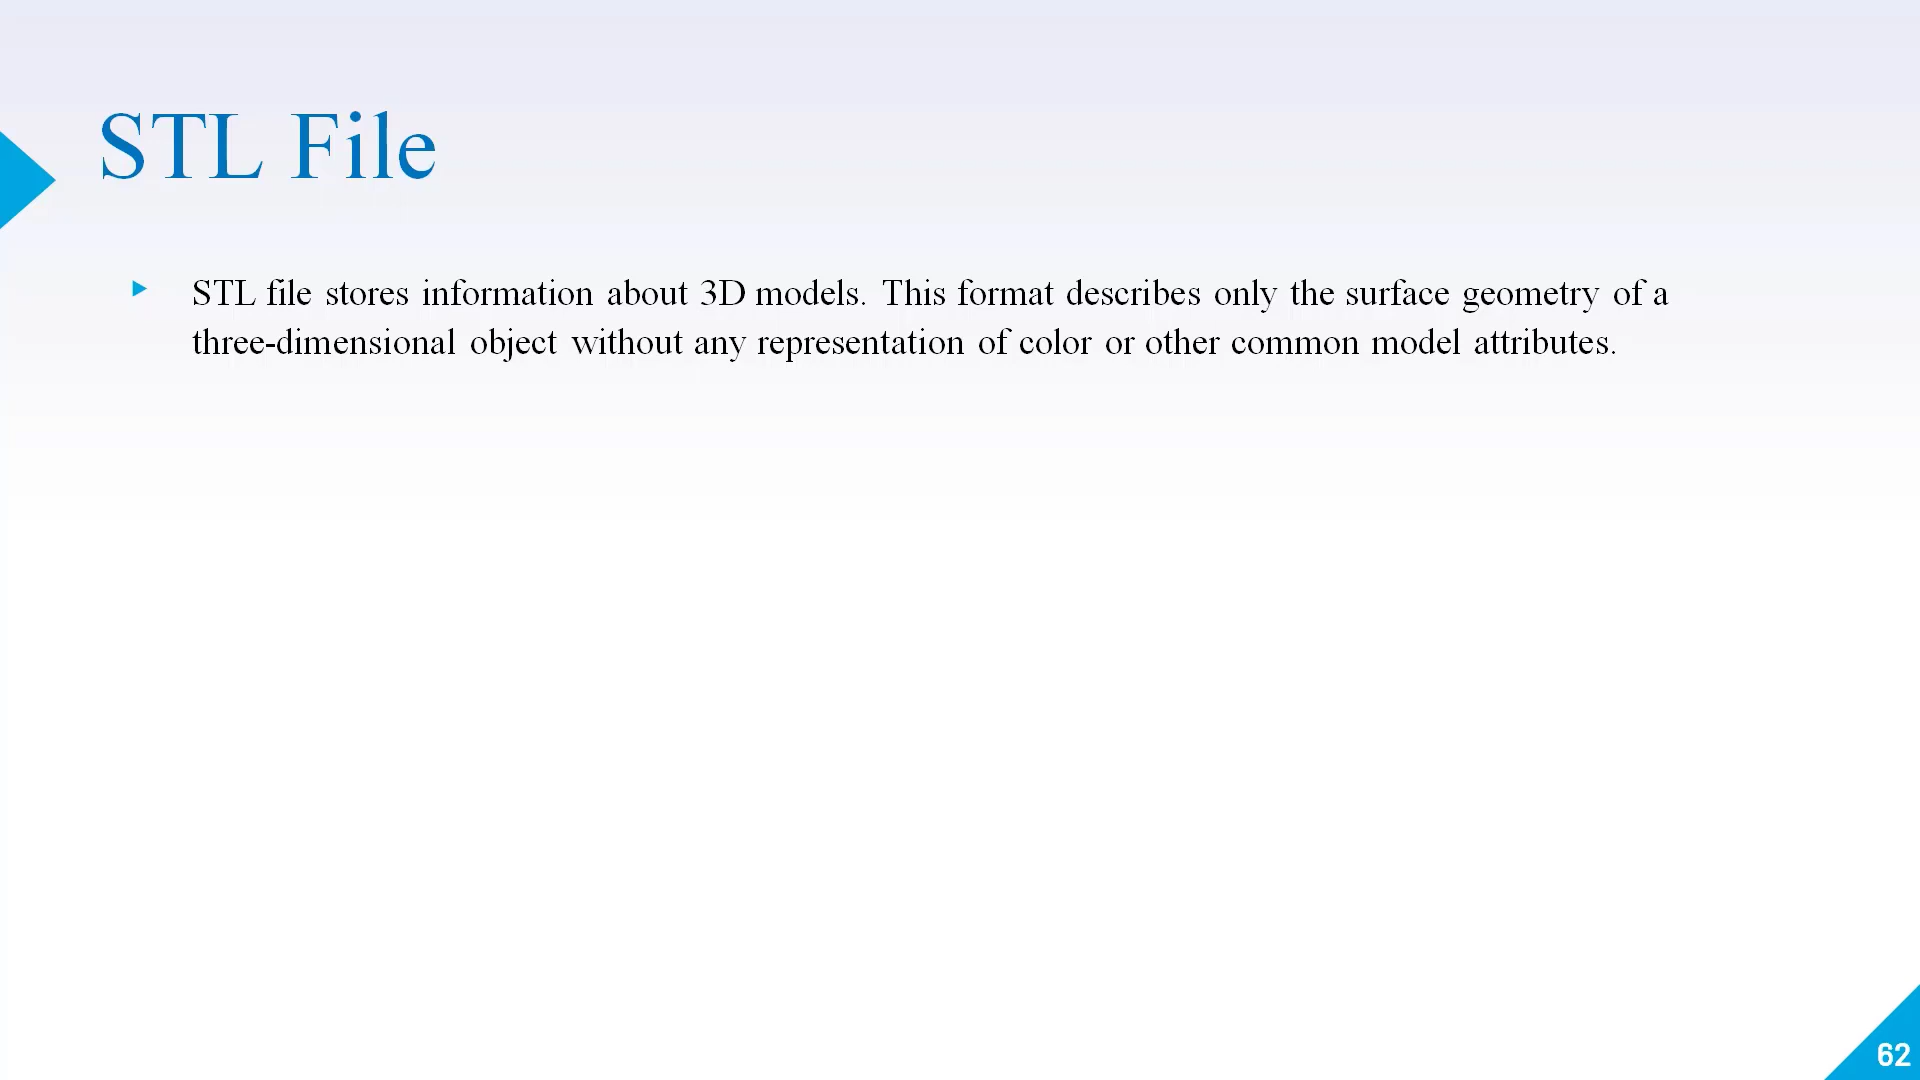 STL File
STL file stores information about 3D models. This format describes only the surface geometry of a
three-dimensional object without any representation of color or other common model attributes.
62